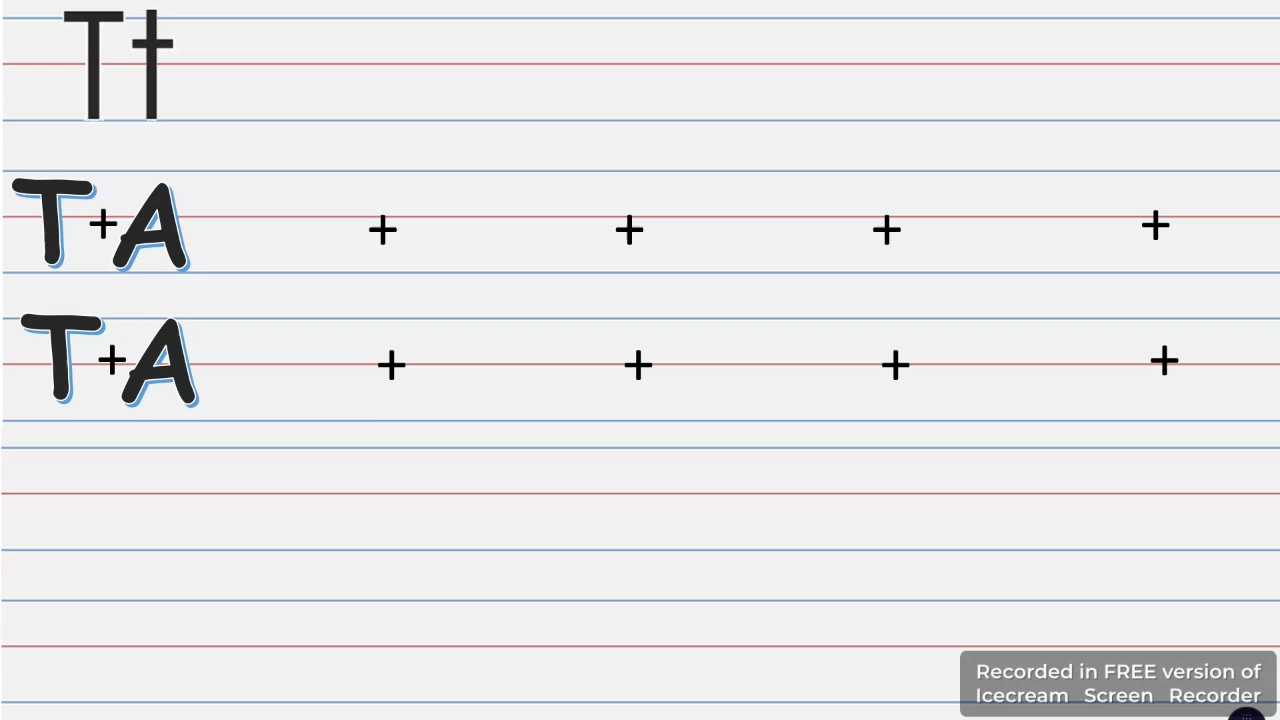 Tt
T+A + + + +
T+A + + + +
Recorded in FREE version of
Icecream Screen Recorder